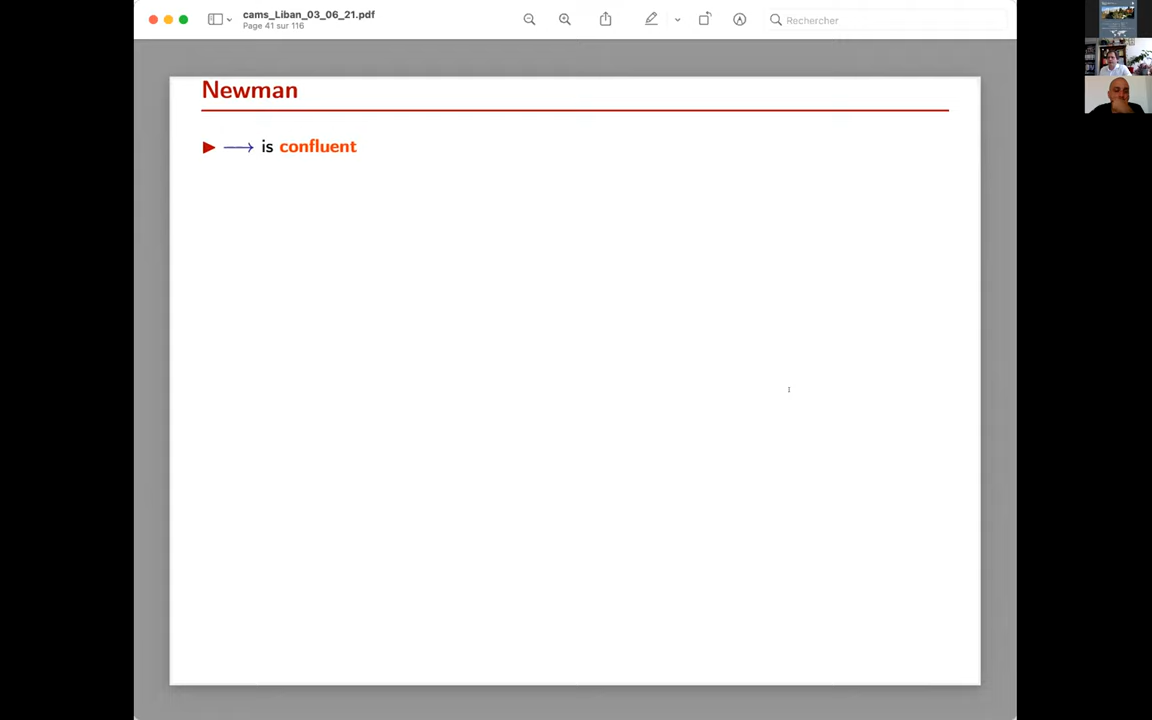 cams_Liban_03_06_21.pdf
Page 41 sur 116
Rechercher
Newman
▶ ⟶ is confluent